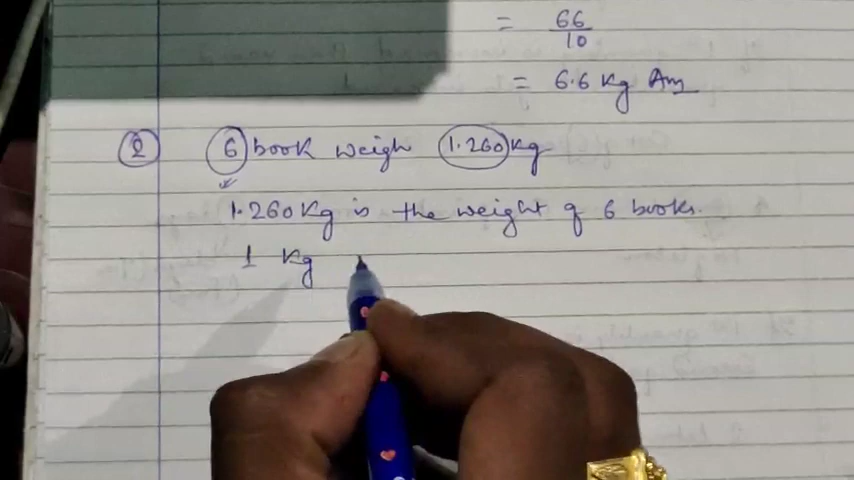 = 66/10
= 6.6 Kg Ans
2 6 book weigh 1.260 kg
1.260 Kg is the weight of 6 books.
1 Kg